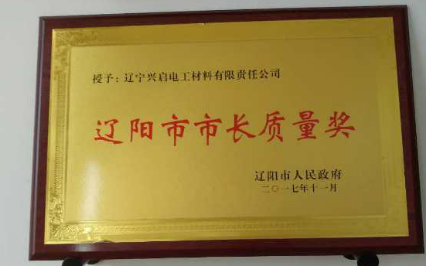 授予：辽宁兴启电工材料有限责任公司
辽阳市市长质量奖
辽阳市人民政府
二〇一七年十一月